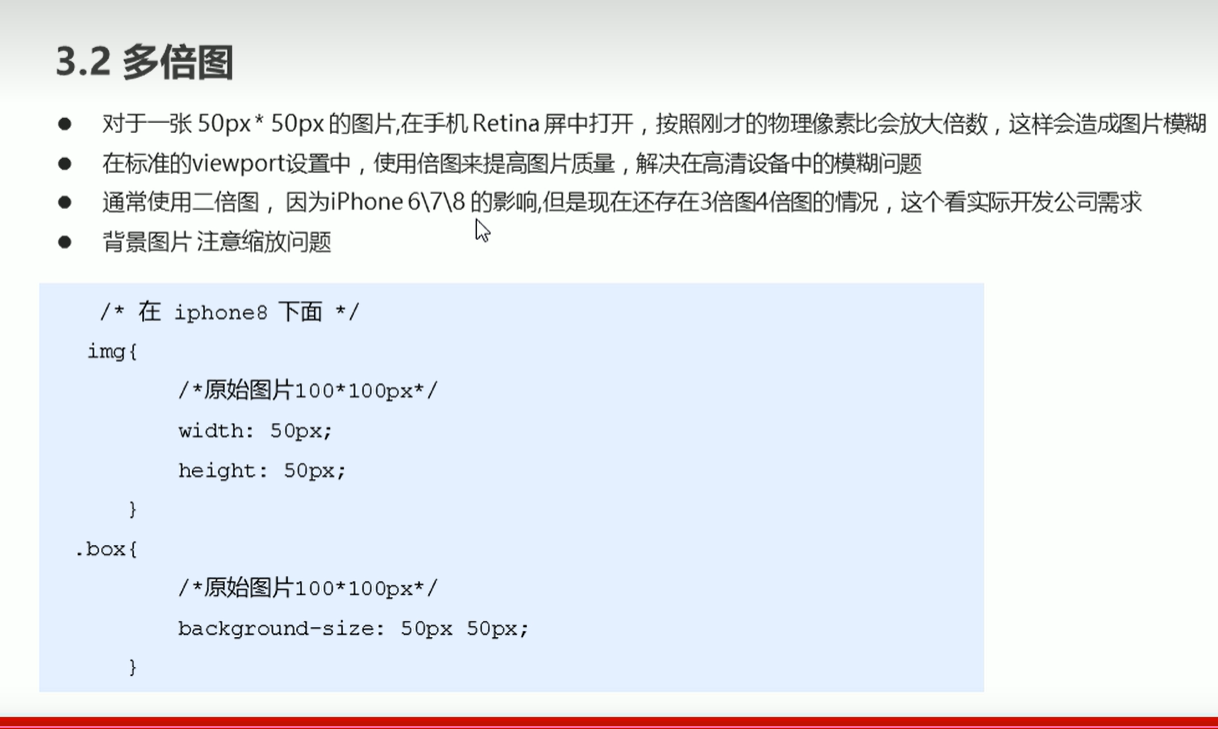 3.2 多倍图
● 对于一张 50px* 50px 的图片,在手机 Retina 屏中打开，按照刚才的物理像素比会放大倍数，这样会造成图片模糊
● 在标准的viewport设置中，使用倍图来提高图片质量，解决在高清设备中的模糊问题
● 通常使用二倍图， 因为iPhone 6\7\8 的影响,但是现在还存在3倍图4倍图的情况，这个看实际开发公司需求
● 背景图片 注意缩放问题
/* 在 iphone8 下面 */
img{
/*原始图片100*100px*/
width: 50px;
height: 50px;
}
.box{
/*原始图片100*100px*/
background-size: 50px 50px;
}